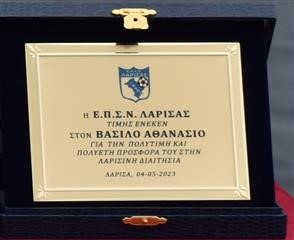 ΛΑΡΙΣΑΣ
Η Ε.Π.Σ.Ν. ΛΑΡΙΣΑΣ
ΤΙΜΗΣ ΕΝΕΚΕΝ
ΣΤΟΝ ΒΑΣΙΛΟ ΑΘΑΝΑΣΙΟ
ΓΙΑ ΤΗΝ ΠΟΛΥΤΙΜΗ ΚΑΙ
ΠΟΛΥΕΤΗ ΠΡΟΣΦΟΡΑ ΤΟΥ ΣΤΗΝ
ΛΑΡΙΣΙΝΗ ΔΙΑΙΤΗΣΙΑ
ΛΑΡΙΣΑ, 04-05-2023